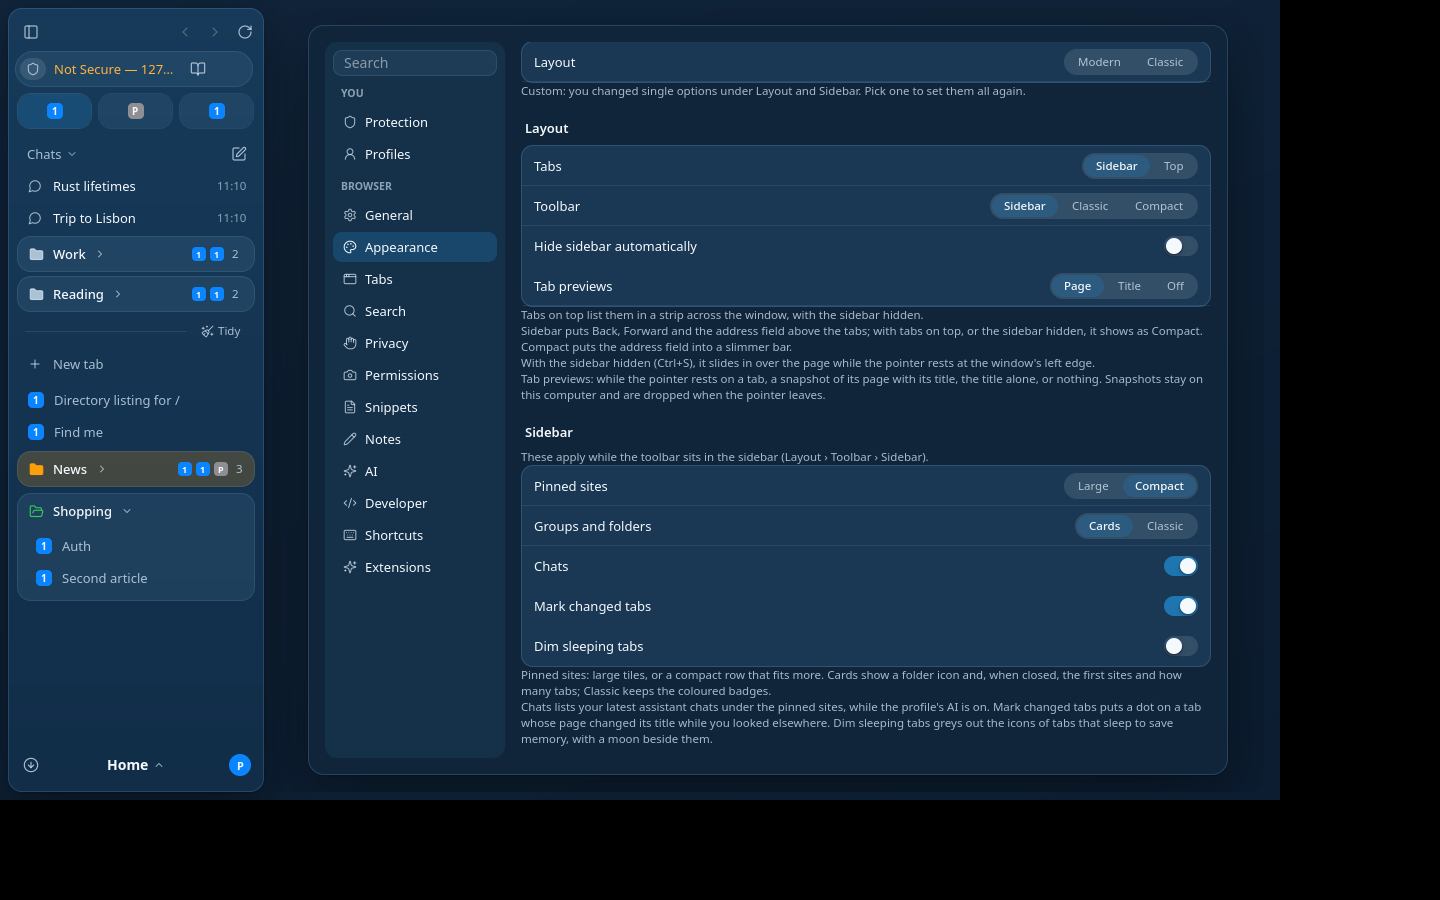 Not Secure — 127...
1
P
1
Chats
Rust lifetimes 11:10
Trip to Lisbon 11:10
Work 1 1 2
Reading 1 1 2
Tidy
New tab
1 Directory listing for /
1 Find me
News 1 1 P 3
Shopping
1 Auth
1 Second article
Home
P
Search
YOU
Protection
Profiles
BROWSER
General
Appearance
Tabs
Search
Privacy
Permissions
Snippets
Notes
AI
Developer
Shortcuts
Extensions
Layout Modern Classic
Custom: you changed single options under Layout and Sidebar. Pick one to set them all again.
Layout
Tabs Sidebar Top
Toolbar Sidebar Classic Compact
Hide sidebar automatically
Tab previews Page Title Off
Tabs on top list them in a strip across the window, with the sidebar hidden.
Sidebar puts Back, Forward and the address field above the tabs; with tabs on top, or the sidebar hidden, it shows as Compact.
Compact puts the address field into a slimmer bar.
With the sidebar hidden (Ctrl+S), it slides in over the page while the pointer rests at the window's left edge.
Tab previews: while the pointer rests on a tab, a snapshot of its page with its title, the title alone, or nothing. Snapshots stay on
this computer and are dropped when the pointer leaves.
Sidebar
These apply while the toolbar sits in the sidebar (Layout › Toolbar › Sidebar).
Pinned sites Large Compact
Groups and folders Cards Classic
Chats
Mark changed tabs
Dim sleeping tabs
Pinned sites: large tiles, or a compact row that fits more. Cards show a folder icon and, when closed, the first sites and how
many tabs; Classic keeps the coloured badges.
Chats lists your latest assistant chats under the pinned sites, while the profile's AI is on. Mark changed tabs puts a dot on a tab
whose page changed its title while you looked elsewhere. Dim sleeping tabs greys out the icons of tabs that sleep to save
memory, with a moon beside them.